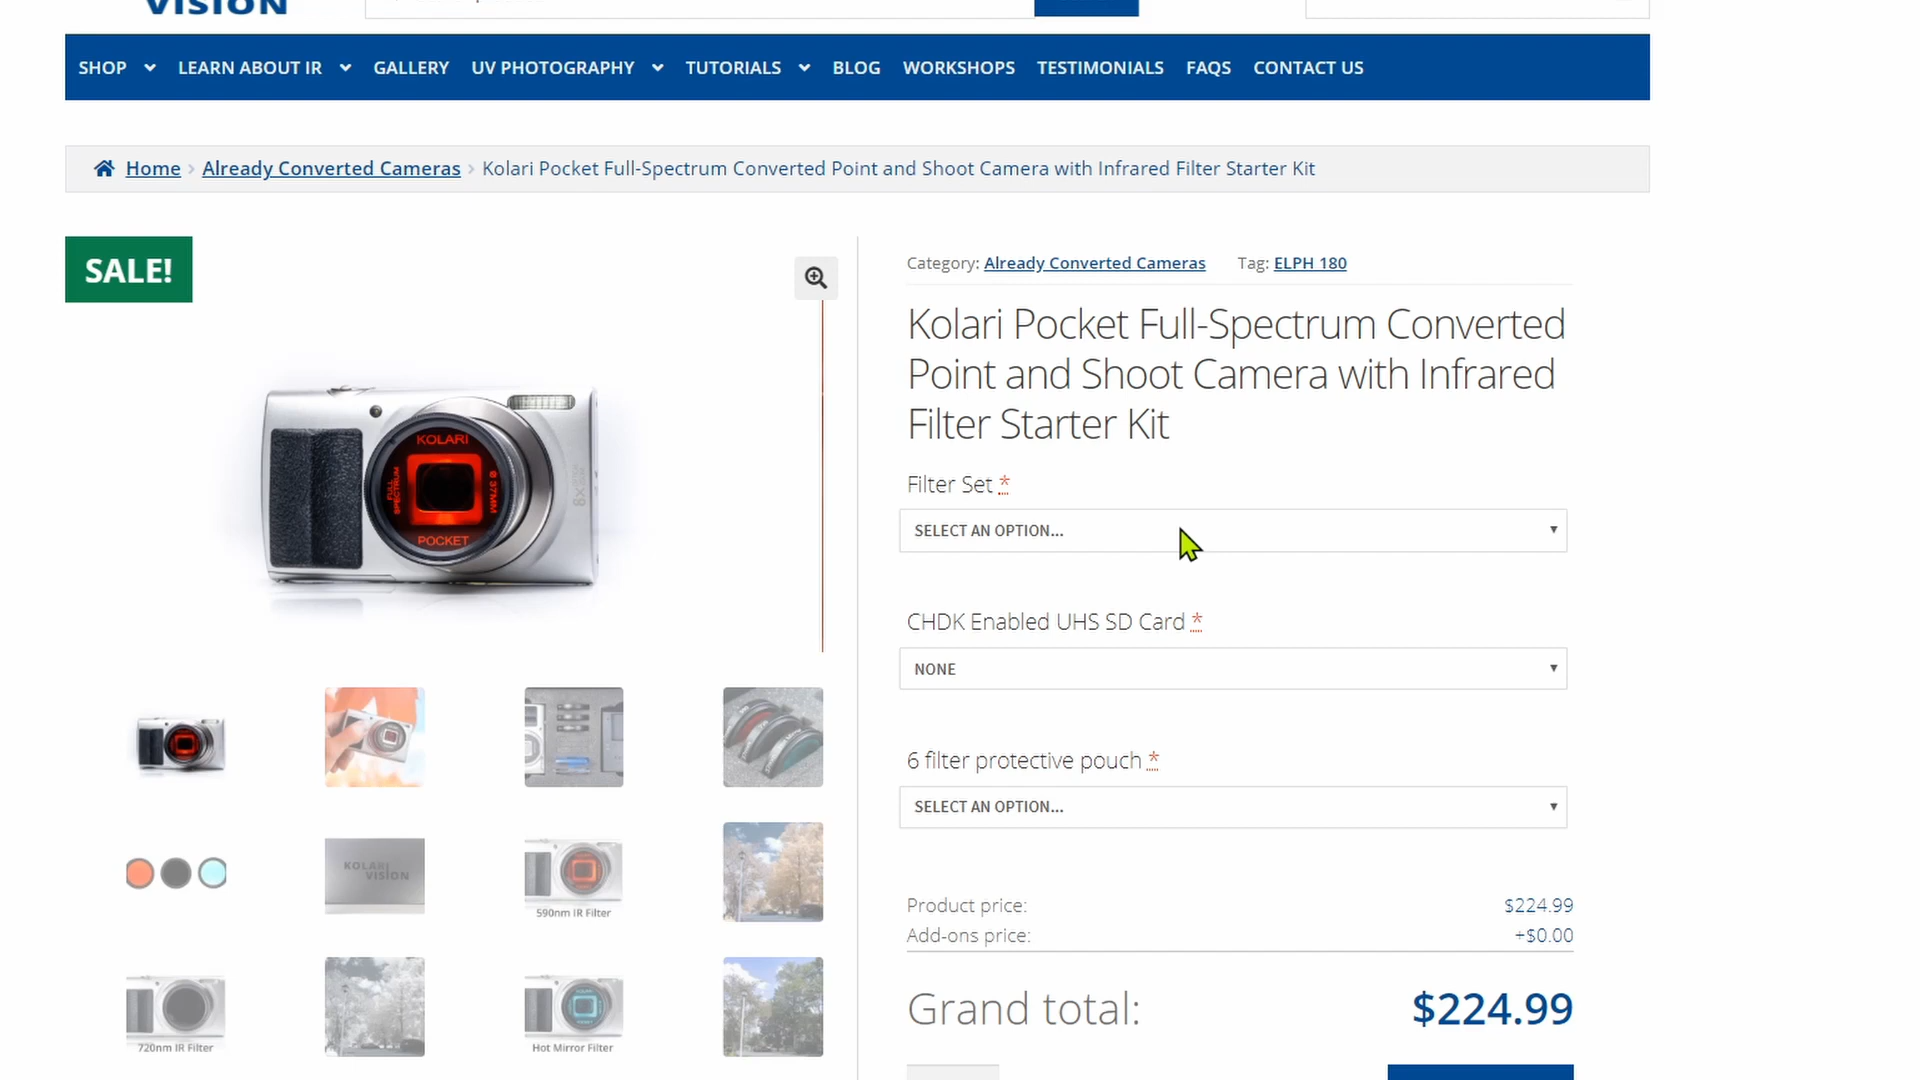 VISION
SHOP LEARN ABOUT IR GALLERY UV PHOTOGRAPHY TUTORIALS BLOG WORKSHOPS TESTIMONIALS FAQS CONTACT US
Home › Already Converted Cameras › Kolari Pocket Full-Spectrum Converted Point and Shoot Camera with Infrared Filter Starter Kit
SALE!
KOLARI
FULL SPECTRUM
Ø 37MM
POCKET
8X
KOLARI
VISION
590nm IR Filter
720nm IR Filter
Hot Mirror Filter
Category: Already Converted Cameras Tag: ELPH 180
Kolari Pocket Full-Spectrum Converted
Point and Shoot Camera with Infrared
Filter Starter Kit
Filter Set *
SELECT AN OPTION...
CHDK Enabled UHS SD Card *
NONE
6 filter protective pouch *
SELECT AN OPTION...
Product price: $224.99
Add-ons price: +$0.00
Grand total: $224.99